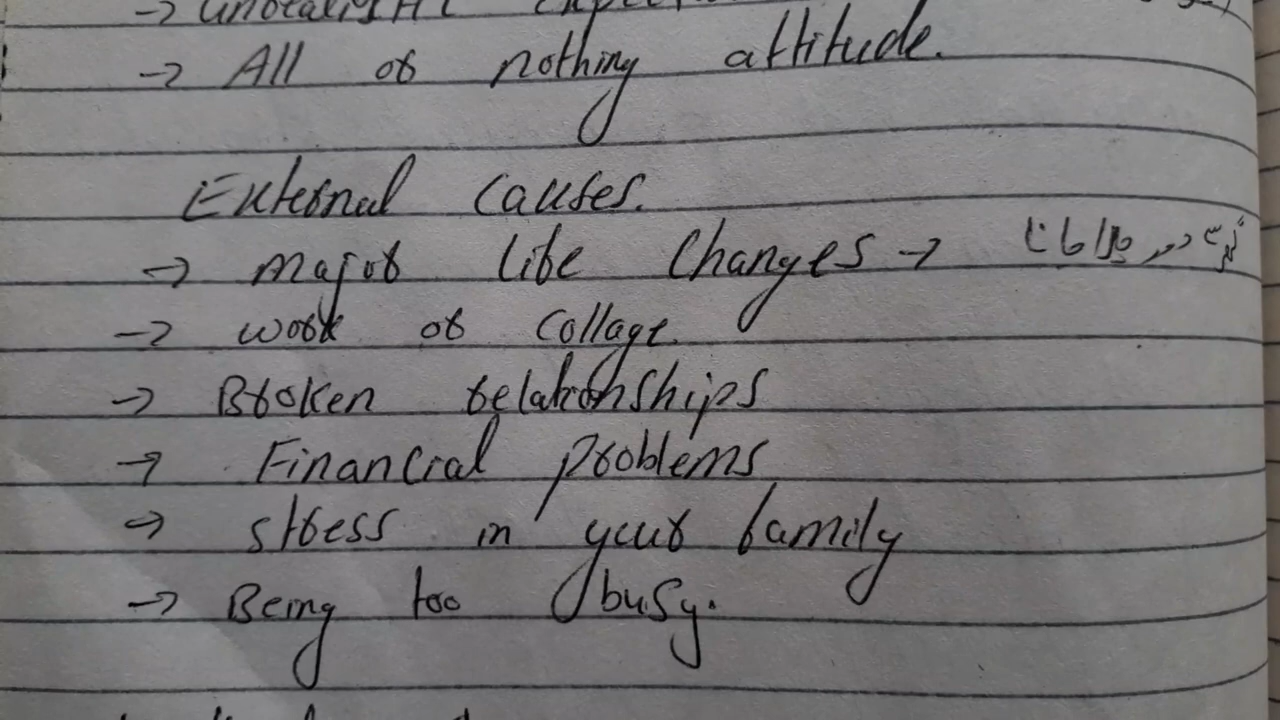 → All or nothing attitude.
External Causes.
→ major life changes →
→ work or collage.
→ Broken relationships
→ Financial problems
→ stress in your family
→ Being too busy.